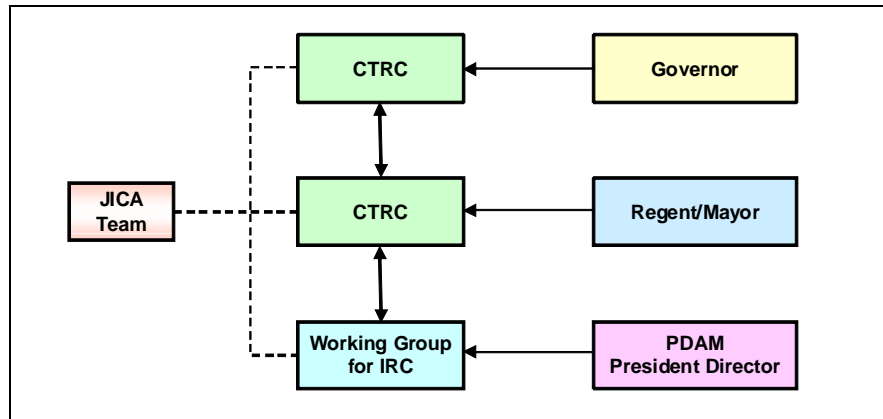 CTRC
Governor
JICA
Team
CTRC
Regent/Mayor
Working Group
for IRC
PDAM
President Director